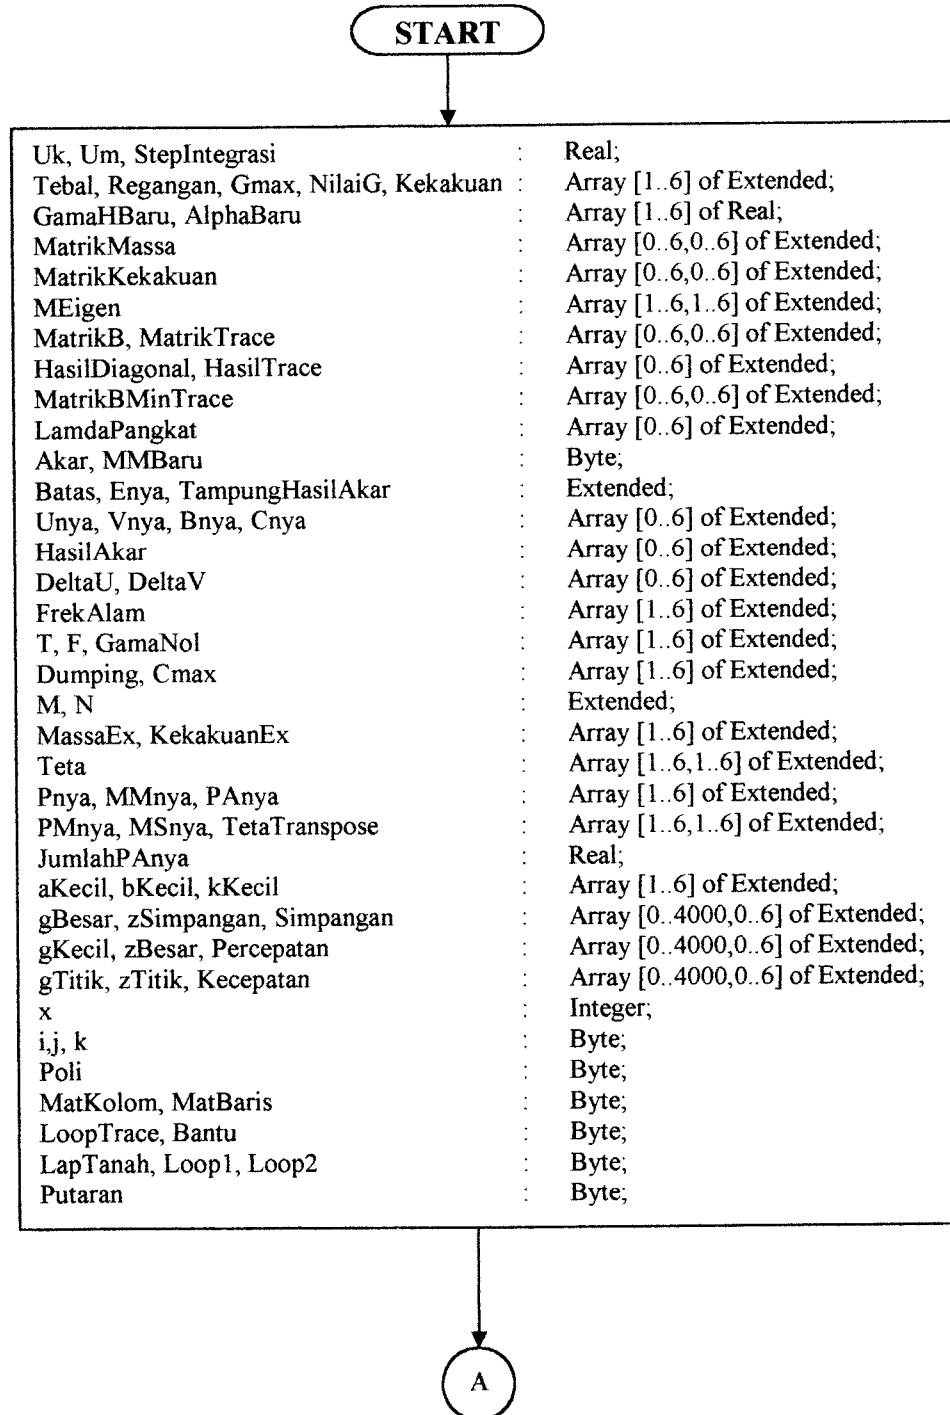 START
Uk, Um, StepIntegrasi : Real;
Tebal, Regangan, Gmax, NilaiG, Kekakuan : Array [1..6] of Extended;
GamaHBaru, AlphaBaru : Array [1..6] of Real;
MatrikMassa : Array [0..6,0..6] of Extended;
MatrikKekakuan : Array [0..6,0..6] of Extended;
MEigen : Array [1..6,1..6] of Extended;
MatrikB, MatrikTrace : Array [0..6,0..6] of Extended;
HasilDiagonal, HasilTrace : Array [0..6] of Extended;
MatrikBMinTrace : Array [0..6,0..6] of Extended;
LamdaPangkat : Array [0..6] of Extended;
Akar, MMBaru : Byte;
Batas, Enya, TampungHasilAkar : Extended;
Unya, Vnya, Bnya, Cnya : Array [0..6] of Extended;
HasilAkar : Array [0..6] of Extended;
DeltaU, DeltaV : Array [0..6] of Extended;
FrekAlam : Array [1..6] of Extended;
T, F, GamaNol : Array [1..6] of Extended;
Dumping, Cmax : Array [1..6] of Extended;
M, N : Extended;
MassaEx, KekakuanEx : Array [1..6] of Extended;
Teta : Array [1..6,1..6] of Extended;
Pnya, MMnya, PAnya : Array [1..6] of Extended;
PMnya, MSnya, TetaTranspose : Array [1..6,1..6] of Extended;
JumlahPAnya : Real;
aKecil, bKecil, kKecil : Array [1..6] of Extended;
gBesar, zSimpangan, Simpangan : Array [0..4000,0..6] of Extended;
gKecil, zBesar, Percepatan : Array [0..4000,0..6] of Extended;
gTitik, zTitik, Kecepatan : Array [0..4000,0..6] of Extended;
x : Integer;
i,j, k : Byte;
Poli : Byte;
MatKolom, MatBaris : Byte;
LoopTrace, Bantu : Byte;
LapTanah, Loop1, Loop2 : Byte;
Putaran : Byte;
A